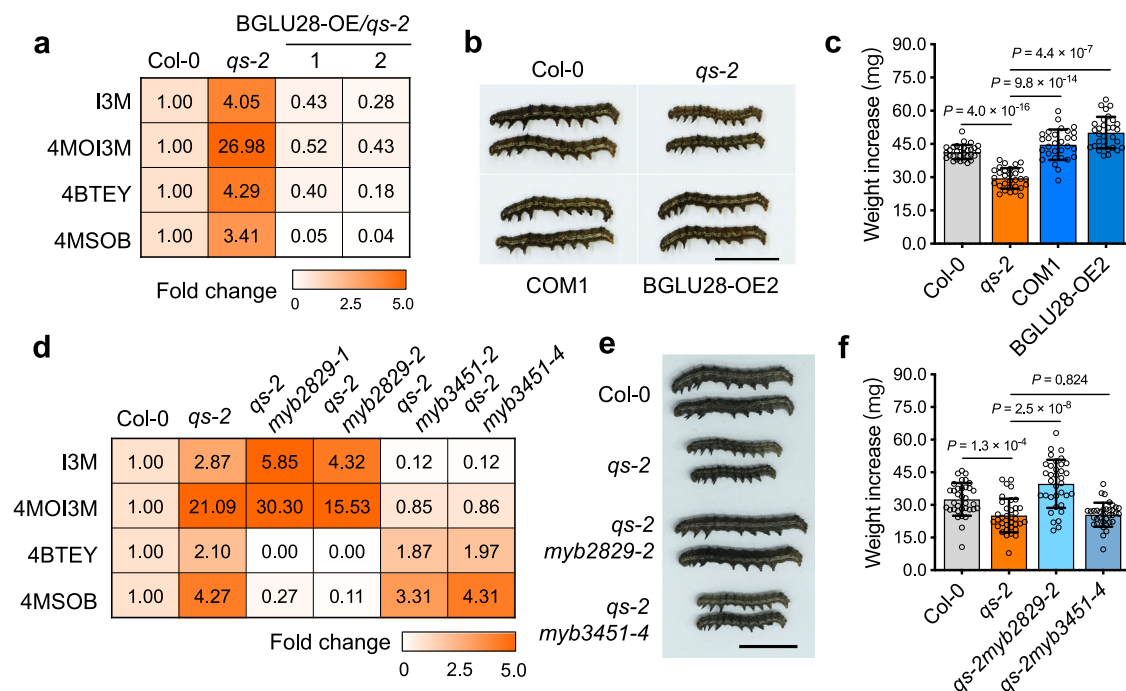 a
BGLU28-OE/qs-2
Col-0 qs-2 1 2
I3M 1.00 4.05 0.43 0.28
4MOI3M 1.00 26.98 0.52 0.43
4BTEY 1.00 4.29 0.40 0.18
4MSOB 1.00 3.41 0.05 0.04
Fold change
0 2.5 5.0
b
Col-0 qs-2
COM1 BGLU28-OE2
c
Weight increase (mg)
90.0
75.0
60.0
45.0
30.0
15.0
0.0
P = 4.4 × 10⁻⁷
P = 9.8 × 10⁻¹⁴
P = 4.0 × 10⁻¹⁶
Col-0
qs-2
COM1
BGLU28-OE2
d
Col-0
qs-2
qs-2
myb2829-1
qs-2
myb2829-2
qs-2
myb3451-2
qs-2
myb3451-4
I3M 1.00 2.87 5.85 4.32 0.12 0.12
4MOI3M 1.00 21.09 30.30 15.53 0.85 0.86
4BTEY 1.00 2.10 0.00 0.00 1.87 1.97
4MSOB 1.00 4.27 0.27 0.11 3.31 4.31
Fold change
0 2.5 5.0
e
Col-0
qs-2
qs-2
myb2829-2
qs-2
myb3451-4
f
Weight increase (mg)
90.0
75.0
60.0
45.0
30.0
15.0
0.0
P = 0.824
P = 2.5 × 10⁻⁸
P = 1.3 × 10⁻⁴
Col-0
qs-2
qs-2myb2829-2
qs-2myb3451-4